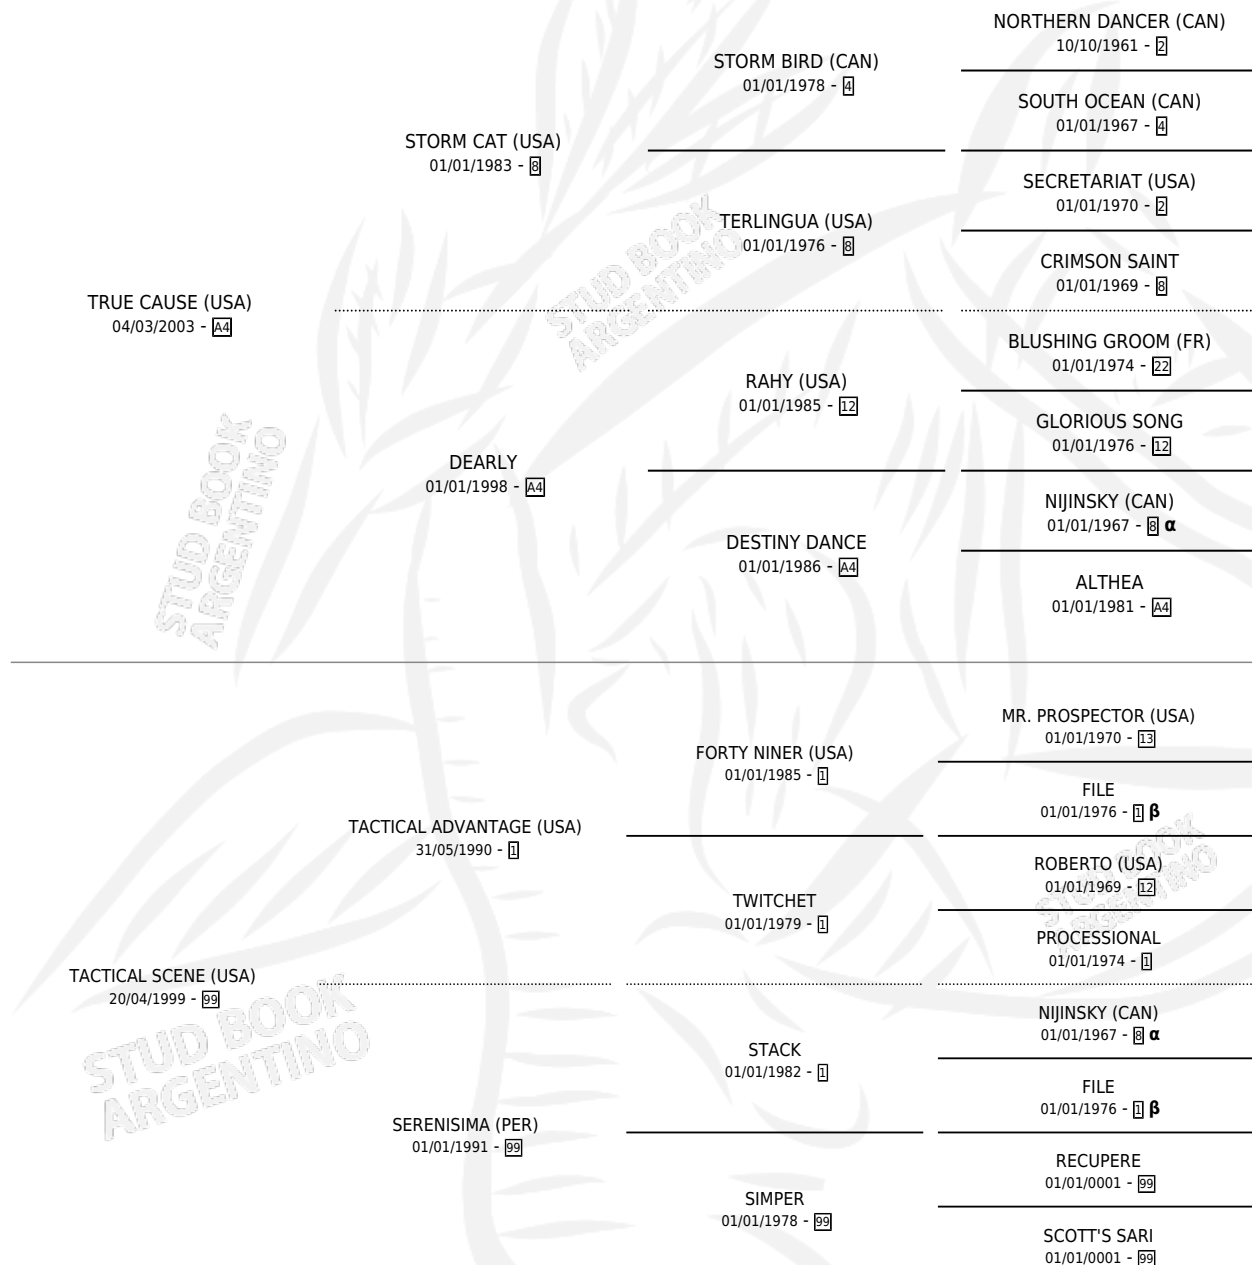 NORTHERN DANCER (CAN)
10/10/1961 - 2
STORM BIRD (CAN)
01/01/1978 - 4
SOUTH OCEAN (CAN)
01/01/1967 - 4
STORM CAT (USA)
01/01/1983 - 8
SECRETARIAT (USA)
01/01/1970 - 2
TERLINGUA (USA)
01/01/1976 - 8
CRIMSON SAINT
01/01/1969 - 8
STUD BOOK
ARGENTINO
TRUE CAUSE (USA)
04/03/2003 - A4
BLUSHING GROOM (FR)
01/01/1974 - 22
RAHY (USA)
01/01/1985 - 12
GLORIOUS SONG
01/01/1976 - 12
DEARLY
01/01/1998 - A4
NIJINSKY (CAN)
01/01/1967 - 8 α
DESTINY DANCE
01/01/1986 - A4
ALTHEA
01/01/1981 - A4
STUD BOOK
ARGENTINO
MR. PROSPECTOR (USA)
01/01/1970 - 13
FORTY NINER (USA)
01/01/1985 - 1
FILE
01/01/1976 - 1 β
TACTICAL ADVANTAGE (USA)
31/05/1990 - 1
ROBERTO (USA)
01/01/1969 - 12
TWITCHET
01/01/1979 - 1
PROCESSIONAL
01/01/1974 - 1
STUD BOOK
ARGENTINO
TACTICAL SCENE (USA)
20/04/1999 - 99
NIJINSKY (CAN)
01/01/1967 - 8 α
STACK
01/01/1982 - 1
FILE
01/01/1976 - 1 β
SERENISIMA (PER)
01/01/1991 - 99
RECUPERE
01/01/0001 - 99
SIMPER
01/01/1978 - 99
SCOTT'S SARI
01/01/0001 - 99
STUD BOOK
ARGENTINO